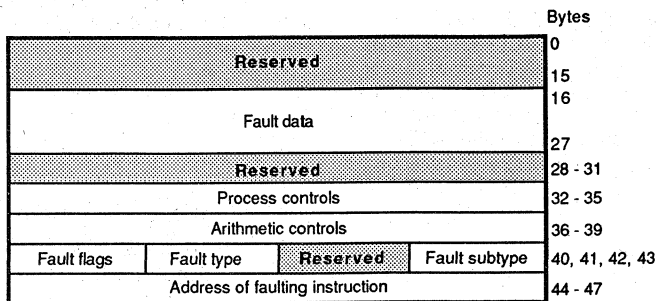 Bytes
Reserved 0
15
Fault data 16
27
Reserved 28 - 31
Process controls 32 - 35
Arithmetic controls 36 - 39
Fault flags Fault type Reserved Fault subtype 40, 41, 42, 43
Address of faulting instruction 44 - 47